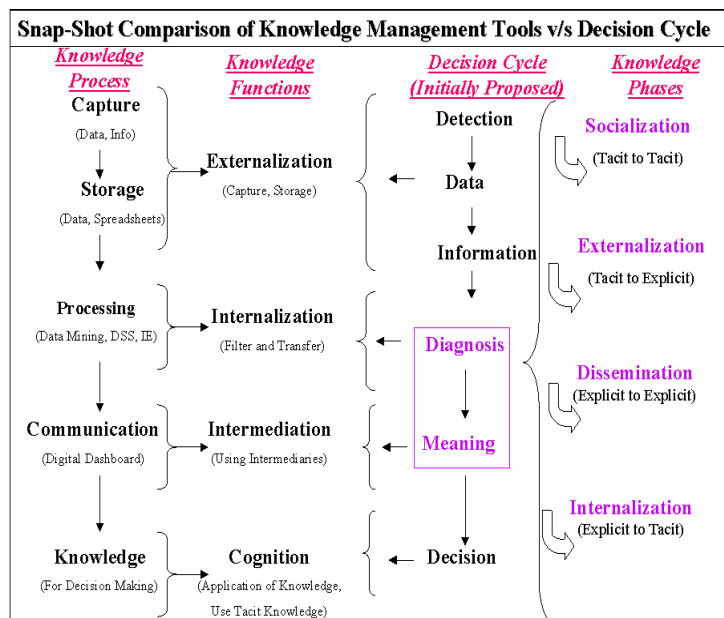 Snap-Shot Comparison of Knowledge Management Tools v/s Decision Cycle
Knowledge
Process
Capture
(Data, Info)
Storage
(Data, Spreadsheets)
Processing
(Data Mining, DSS, IE)
Communication
(Digital Dashboard)
Knowledge
(For Decision Making)
Knowledge
Functions
Externalization
(Capture, Storage)
Internalization
(Filter and Transfer)
Intermediation
(Using Intermediaries)
Cognition
(Application of Knowledge,
Use Tacit Knowledge)
Decision Cycle
(Initially Proposed)
Detection
Data
Information
Diagnosis
Meaning
Decision
Knowledge
Phases
Socialization
(Tacit to Tacit)
Externalization
(Tacit to Explicit)
Dissemination
(Explicit to Explicit)
Internalization
(Explicit to Tacit)